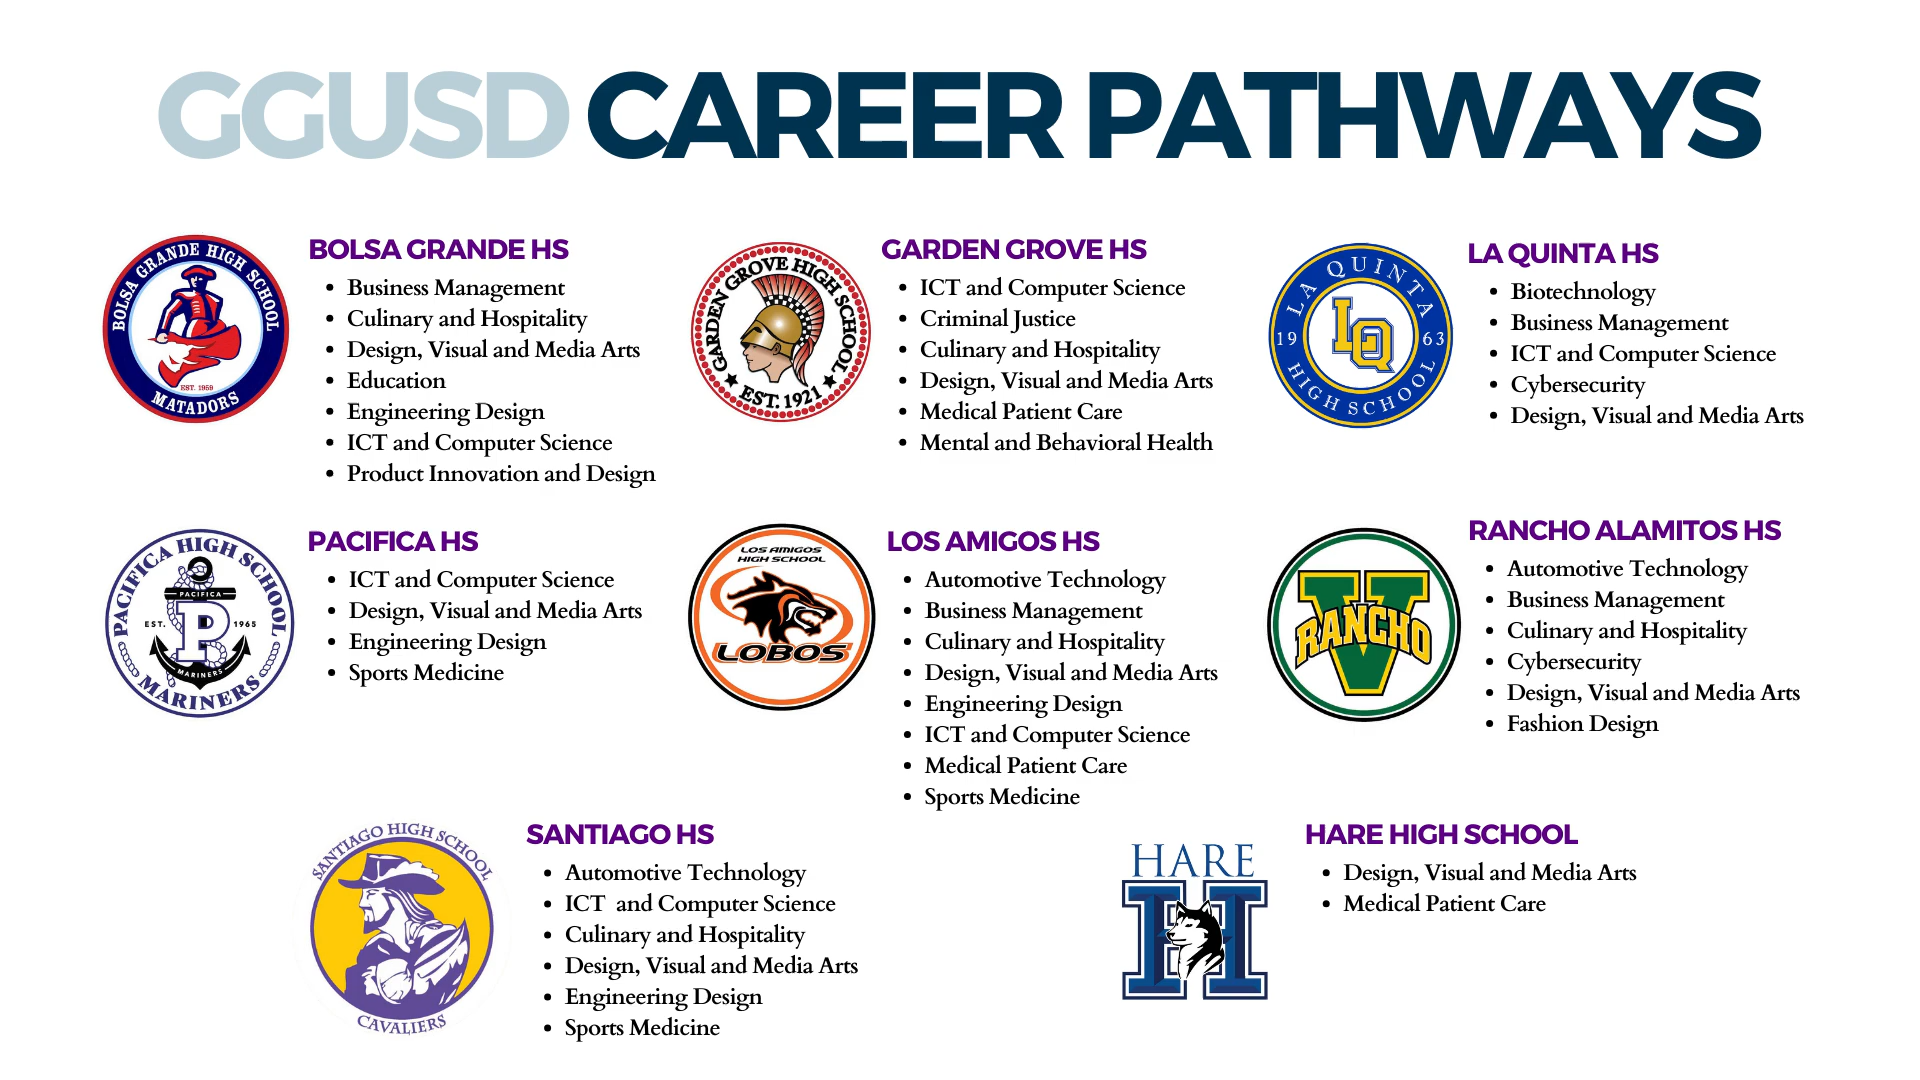 GGUSD CAREER PATHWAYS
BOLSA GRANDE HIGH SCHOOL
EST. 1959
MATADORS
BOLSA GRANDE HS
• Business Management
• Culinary and Hospitality
• Design, Visual and Media Arts
• Education
• Engineering Design
• ICT and Computer Science
• Product Innovation and Design
GARDEN GROVE HIGH SCHOOL
EST. 1921
GARDEN GROVE HS
• ICT and Computer Science
• Criminal Justice
• Culinary and Hospitality
• Design, Visual and Media Arts
• Medical Patient Care
• Mental and Behavioral Health
LA QUINTA
19 LQ 63
HIGH SCHOOL
LA QUINTA HS
• Biotechnology
• Business Management
• ICT and Computer Science
• Cybersecurity
• Design, Visual and Media Arts
PACIFICA HIGH SCHOOL
PACIFICA
EST. P 1965
MARINERS
MARINERS
PACIFICA HS
• ICT and Computer Science
• Design, Visual and Media Arts
• Engineering Design
• Sports Medicine
LOS AMIGOS
HIGH SCHOOL
LOBOS
LOS AMIGOS HS
• Automotive Technology
• Business Management
• Culinary and Hospitality
• Design, Visual and Media Arts
• Engineering Design
• ICT and Computer Science
• Medical Patient Care
• Sports Medicine
V
RANCHO
RANCHO ALAMITOS HS
• Automotive Technology
• Business Management
• Culinary and Hospitality
• Cybersecurity
• Design, Visual and Media Arts
• Fashion Design
SANTIAGO HIGH SCHOOL
CAVALIERS
SANTIAGO HS
• Automotive Technology
• ICT  and Computer Science
• Culinary and Hospitality
• Design, Visual and Media Arts
• Engineering Design
• Sports Medicine
HARE
H
HARE HIGH SCHOOL
• Design, Visual and Media Arts
• Medical Patient Care